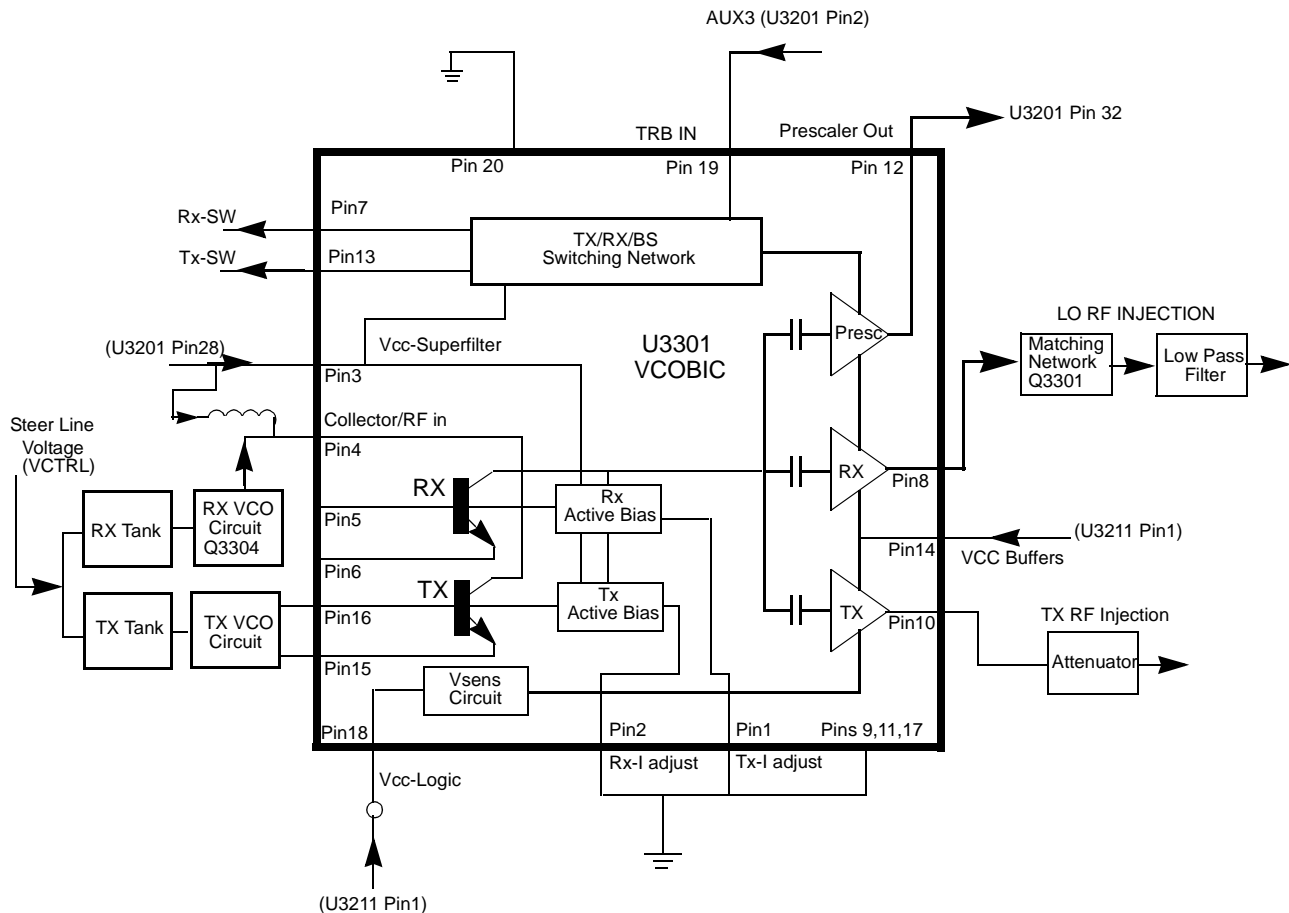 AUX3 (U3201 Pin2)
U3201 Pin 32
TRB IN
Prescaler Out
Pin 20
Pin 19
Pin 12
Rx-SW
Pin7
Tx-SW
Pin13
TX/RX/BS
Switching Network
Presc
LO RF INJECTION
U3301
VCOBIC
Matching
Network
Q3301
Low Pass
Filter
(U3201 Pin28)
Vcc-Superfilter
Pin3
Steer Line
Voltage
(VCTRL)
Collector/RF in
Pin4
RX
Rx
Active Bias
RX
Pin8
RX Tank
RX VCO
Circuit
Q3304
Pin5
Pin6
(U3211 Pin1)
Pin14
VCC Buffers
TX
Tx
Active Bias
TX
Pin10
TX Tank
TX VCO
Circuit
Pin16
Pin15
TX RF Injection
Attenuator
Vsens
Circuit
Pin18
Pin2
Pin1
Pins 9,11,17
Rx-I adjust
Tx-I adjust
Vcc-Logic
(U3211 Pin1)